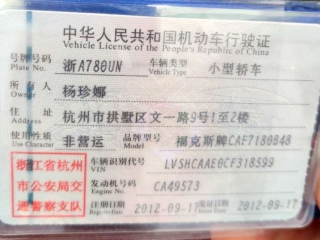 中华人民共和国机动车行驶证
Vehicle License of the People's Republic of China
号牌号码 浙A780UN 车辆类型 小型轿车
Plate No.
所有人 杨珍娜
Owner
住址 杭州市拱墅区文一路9号1至2楼
使用性质 非营运 品牌型号 福克斯牌CAF7180B48
Use Character
浙江省杭州市公安局交通警察支队
车辆识别代号 LVSHCAAE0CF318599
VIN
发动机号码 CA49573
Engine No.
注册日期 2012-09-17 2012-09-17
Register Date